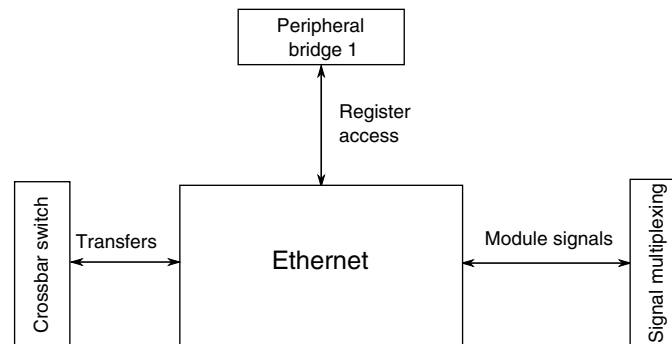 Peripheral
bridge 1
Register
access
Crossbar switch
Transfers
Ethernet
Module signals
Signal multiplexing